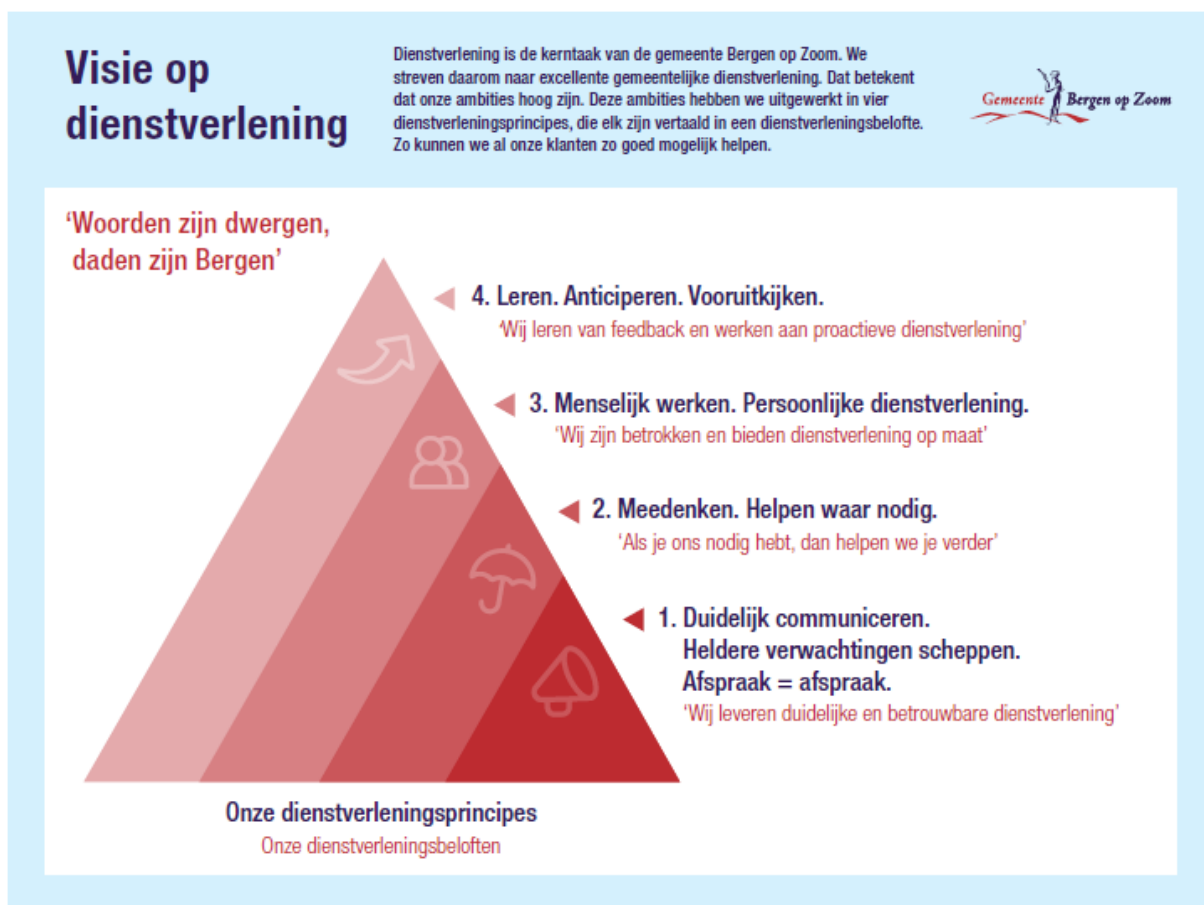 Visie op
dienstverlening
Dienstverlening is de kerntaak van de gemeente Bergen op Zoom. We
streven daarom naar excellente gemeentelijke dienstverlening. Dat betekent
dat onze ambities hoog zijn. Deze ambities hebben we uitgewerkt in vier
dienstverleningsprincipes, die elk zijn vertaald in een dienstverleningsbelofte.
Zo kunnen we al onze klanten zo goed mogelijk helpen.
Gemeente Bergen op Zoom
‘Woorden zijn dwergen,
daden zijn Bergen’
4. Leren. Anticiperen. Vooruitkijken.
‘Wij leren van feedback en werken aan proactieve dienstverlening’
3. Menselijk werken. Persoonlijke dienstverlening.
‘Wij zijn betrokken en bieden dienstverlening op maat’
2. Meedenken. Helpen waar nodig.
‘Als je ons nodig hebt, dan helpen we je verder’
1. Duidelijk communiceren.
Heldere verwachtingen scheppen.
Afspraak = afspraak.
‘Wij leveren duidelijke en betrouwbare dienstverlening’
Onze dienstverleningsprincipes
Onze dienstverleningsbeloften